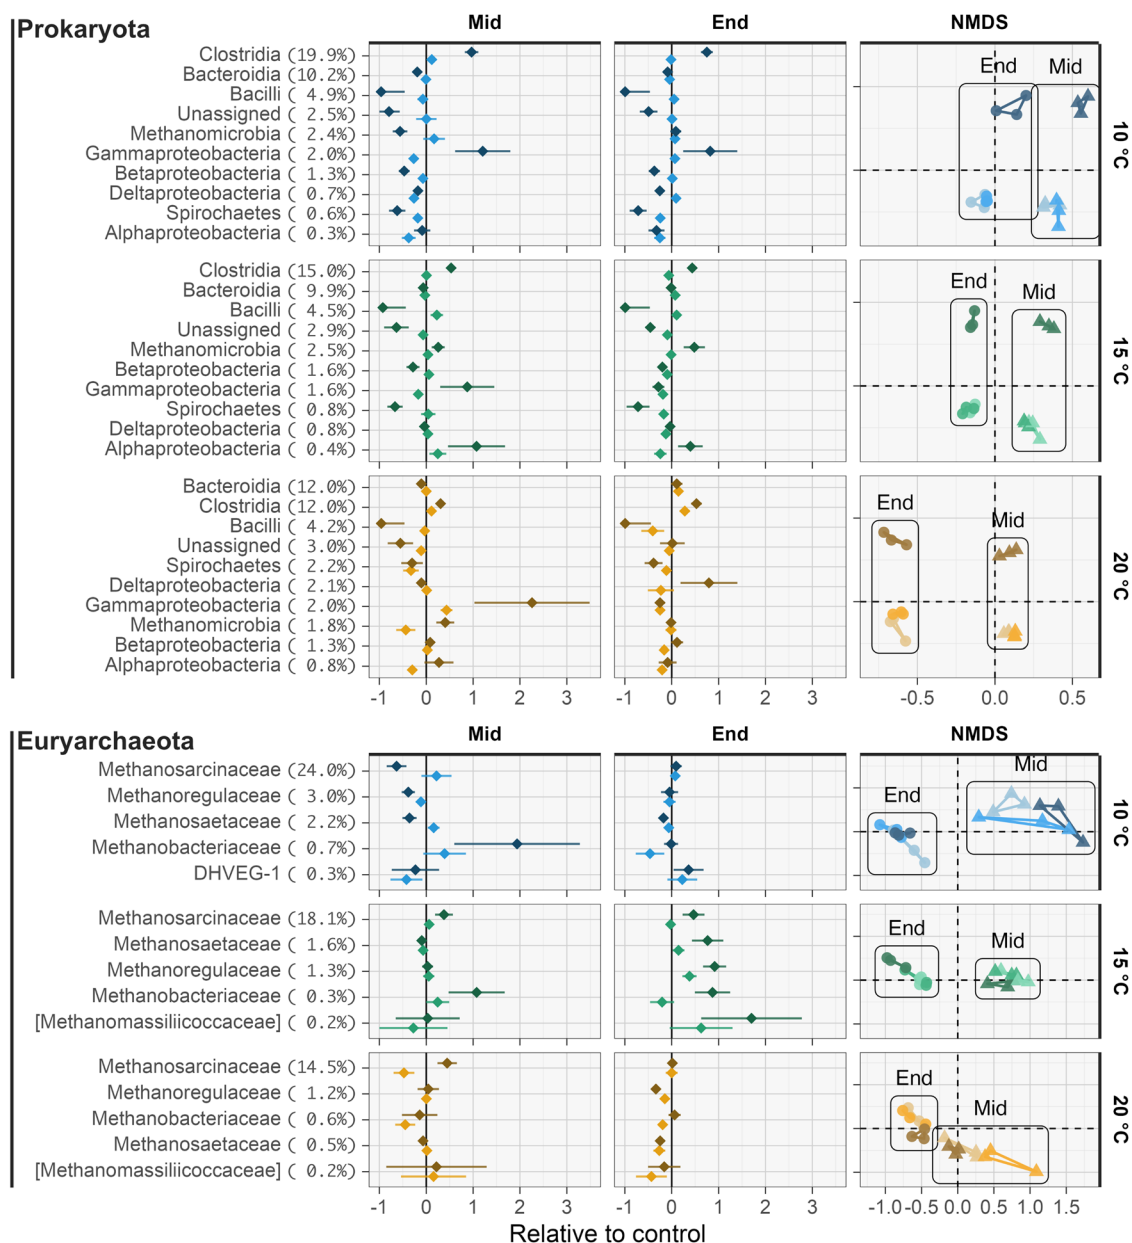 Prokaryota
Mid
End
NMDS
Clostridia (19.9%)
Bacteroidia (10.2%)
Bacilli ( 4.9%)
Unassigned ( 2.5%)
Methanomicrobia ( 2.4%)
Gammaproteobacteria ( 2.0%)
Betaproteobacteria ( 1.3%)
Deltaproteobacteria ( 0.7%)
Spirochaetes ( 0.6%)
Alphaproteobacteria ( 0.3%)
End
Mid
10 °C
Clostridia (15.0%)
Bacteroidia ( 9.9%)
Bacilli ( 4.5%)
Unassigned ( 2.9%)
Methanomicrobia ( 2.5%)
Betaproteobacteria ( 1.6%)
Gammaproteobacteria ( 1.6%)
Spirochaetes ( 0.8%)
Deltaproteobacteria ( 0.8%)
Alphaproteobacteria ( 0.4%)
End
Mid
15 °C
Bacteroidia (12.0%)
Clostridia (12.0%)
Bacilli ( 4.2%)
Unassigned ( 3.0%)
Spirochaetes ( 2.2%)
Deltaproteobacteria ( 2.1%)
Gammaproteobacteria ( 2.0%)
Methanomicrobia ( 1.8%)
Betaproteobacteria ( 1.3%)
Alphaproteobacteria ( 0.8%)
End
Mid
20 °C
-1 0 1 2 3
-1 0 1 2 3
-0.5 0.0 0.5
Euryarchaeota
Mid
End
NMDS
Methanosarcinaceae (24.0%)
Methanoregulaceae ( 3.0%)
Methanosaetaceae ( 2.2%)
Methanobacteriaceae ( 0.7%)
DHVEG-1 ( 0.3%)
End
Mid
10 °C
Methanosarcinaceae (18.1%)
Methanosaetaceae ( 1.6%)
Methanoregulaceae ( 1.3%)
Methanobacteriaceae ( 0.3%)
[Methanomassiliicoccaceae] ( 0.2%)
End
Mid
15 °C
Methanosarcinaceae (14.5%)
Methanoregulaceae ( 1.2%)
Methanobacteriaceae ( 0.6%)
Methanosaetaceae ( 0.5%)
[Methanomassiliicoccaceae] ( 0.2%)
End
Mid
20 °C
-1 0 1 2 3
-1 0 1 2 3
-1.0 -0.5 0.0 0.5 1.0 1.5
Relative to control